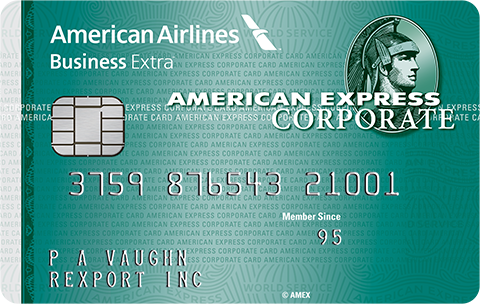 American Airlines
Business Extra
AMERICAN EXPRESS
CORPORATE
3759 876543 21001
Member Since
95
P A VAUGHN
REXPORT INC
© AMEX